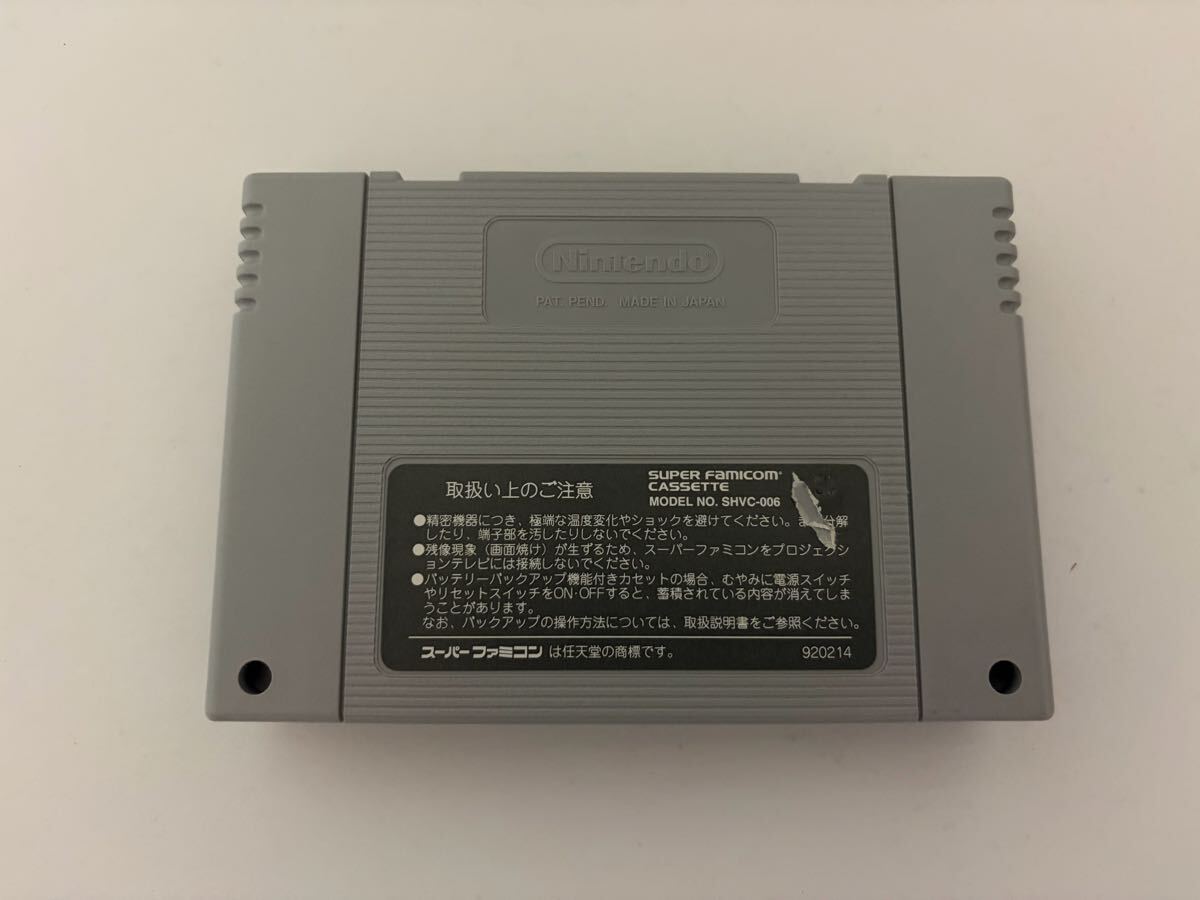 Nintendo®
PAT. PEND. MADE IN JAPAN
取扱い上のご注意
SUPER FAMICOM®
CASSETTE
MODEL NO. SHVC-006
●精密機器につき、極端な温度変化やショックを避けてください。ま 分解
したり、端子部を汚したりしないでください。
●残像現象（画面焼け）が生ずるため、スーパーファミコンをプロジェクシ
ョンテレビには接続しないでください。
●バッテリーバックアップ機能付きカセットの場合、むやみに電源スイッチ
やリセットスイッチをON·OFFすると、蓄積されている内容が消えてしま
うことがあります。
なお、バックアップの操作方法については、取扱説明書をご参照ください。
スーパーファミコン は任天堂の商標です。
920214